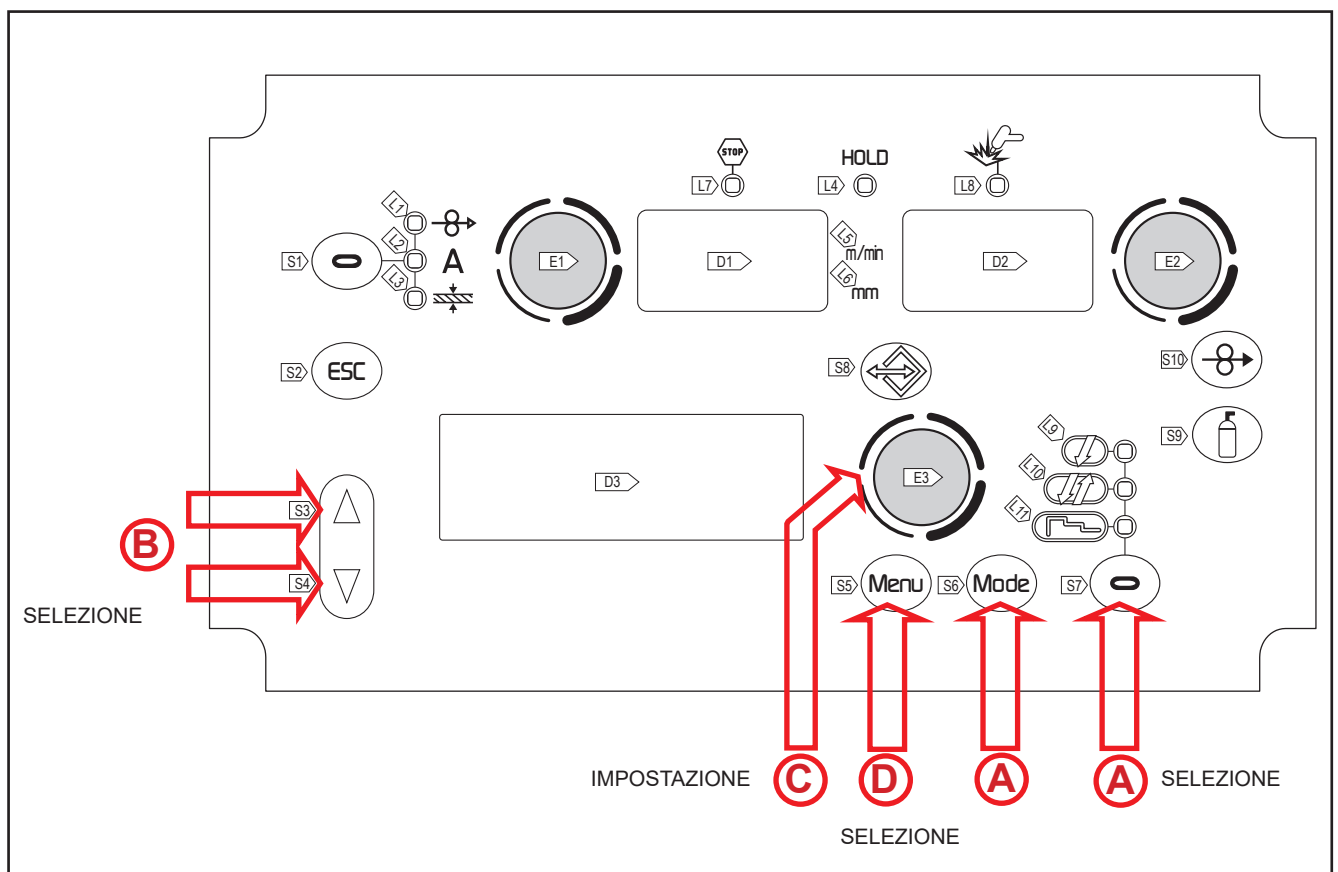 STOP
HOLD
L7
L4
L8
L1
L2
L3
S1
A
E1
D1
L5
m/min
L6
mm
D2
E2
S2
ESC
S8
S10
S9
D3
E3
L9
L10
L11
S3
B
S4
SELEZIONE
S5
Menu
S6
Mode
S7
IMPOSTAZIONE
C
D
A
A
SELEZIONE
SELEZIONE